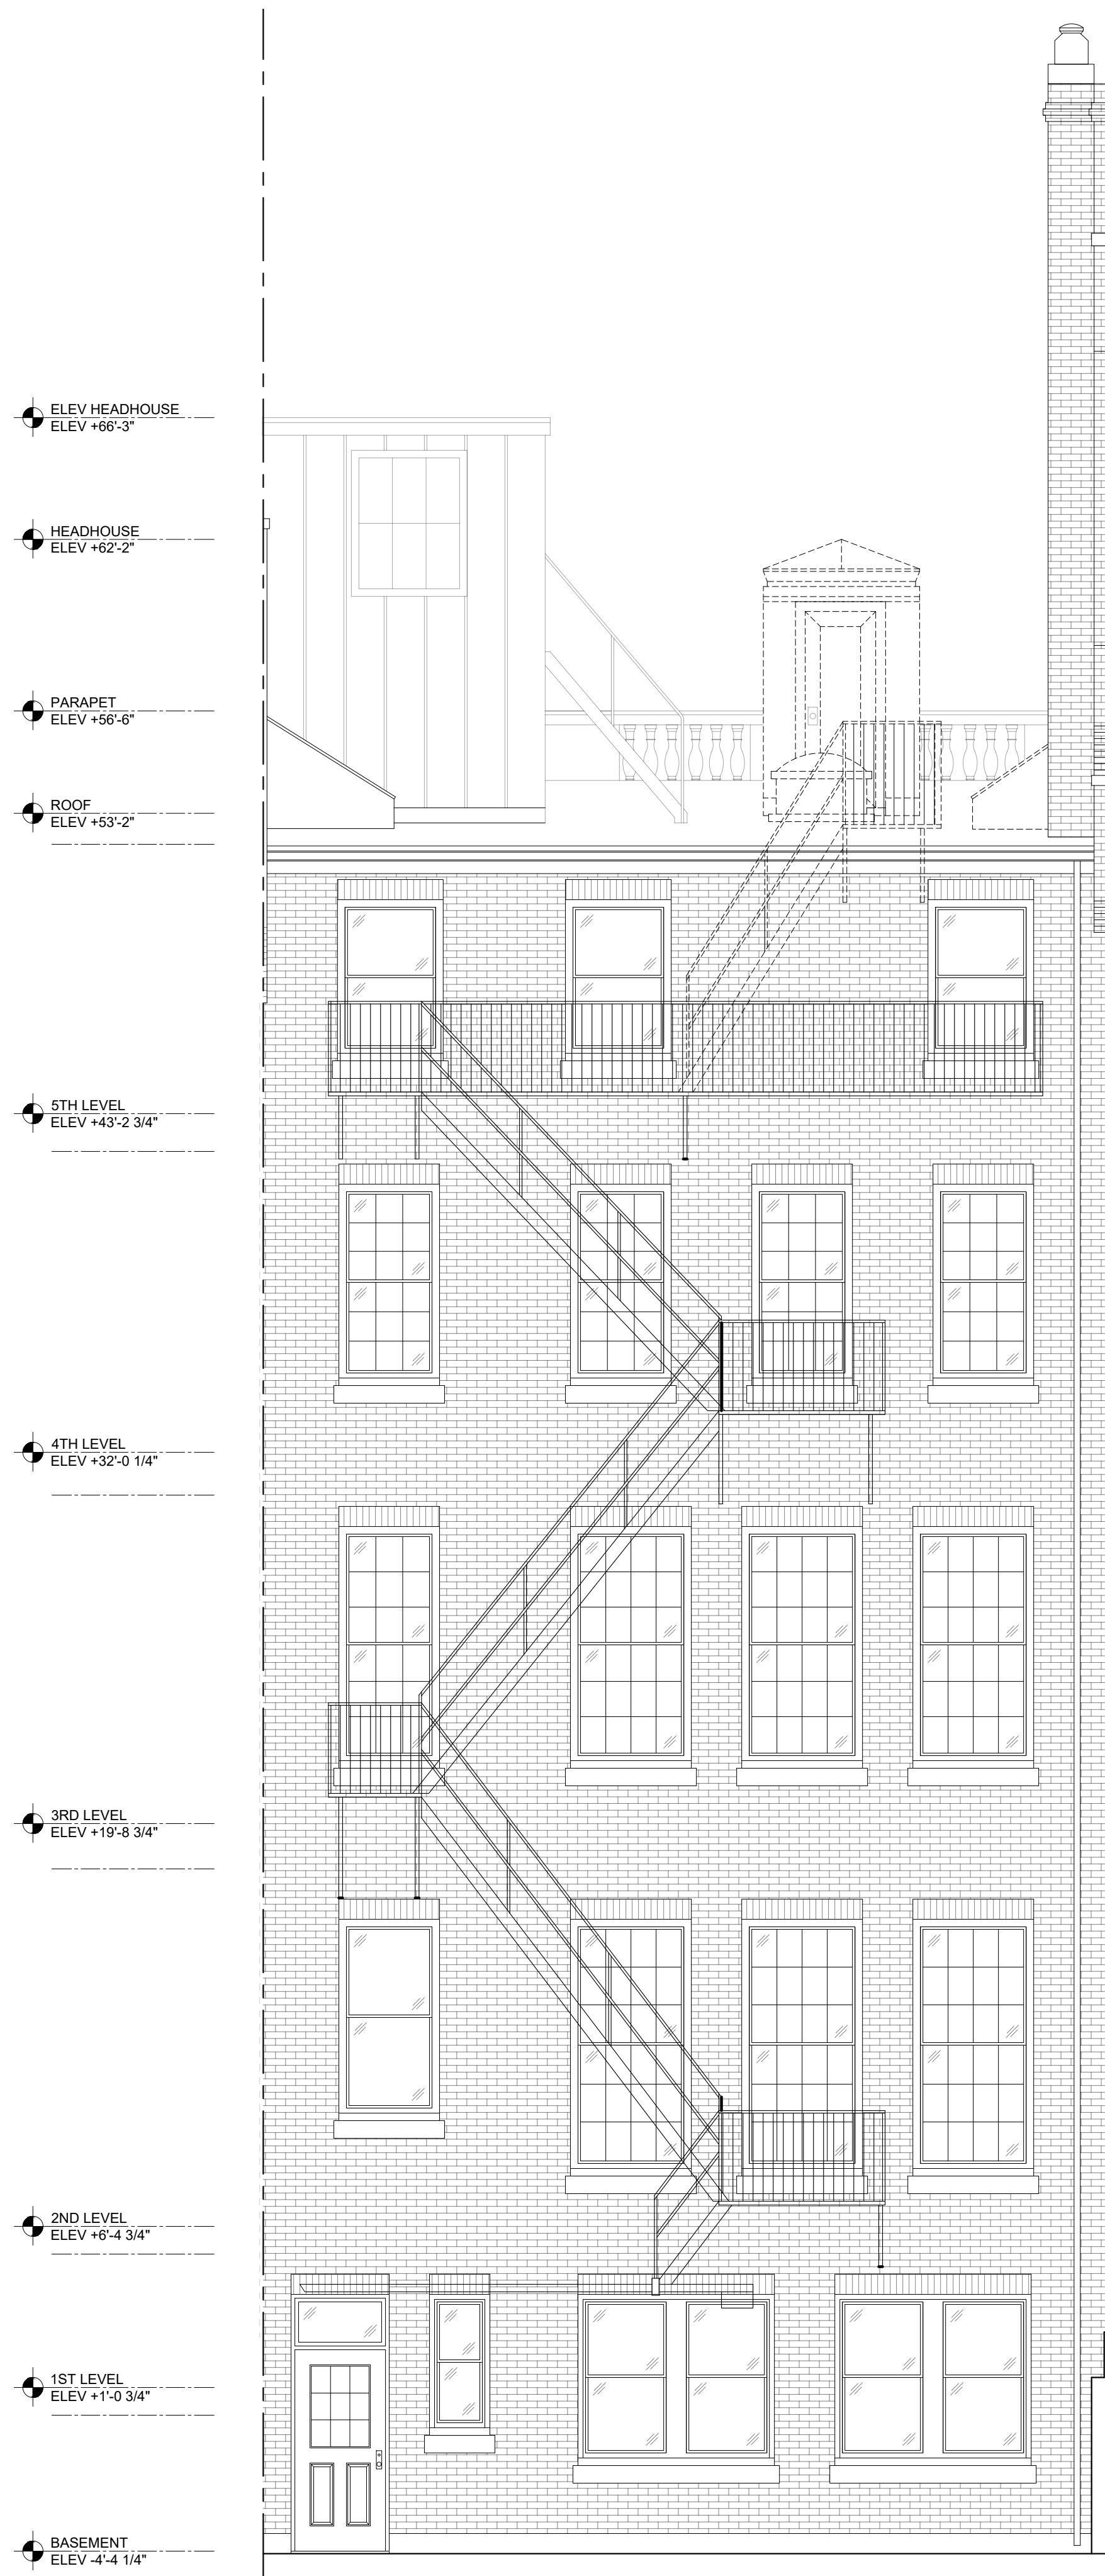 ELEV HEADHOUSE
ELEV +66'-3"
HEADHOUSE
ELEV +62'-2"
PARAPET
ELEV +56'-6"
ROOF
ELEV +53'-2"
5TH LEVEL
ELEV +43'-2 3/4"
4TH LEVEL
ELEV +32'-0 1/4"
3RD LEVEL
ELEV +19'-8 3/4"
2ND LEVEL
ELEV +6'-4 3/4"
1ST LEVEL
ELEV +1'-0 3/4"
BASEMENT
ELEV -4'-4 1/4"